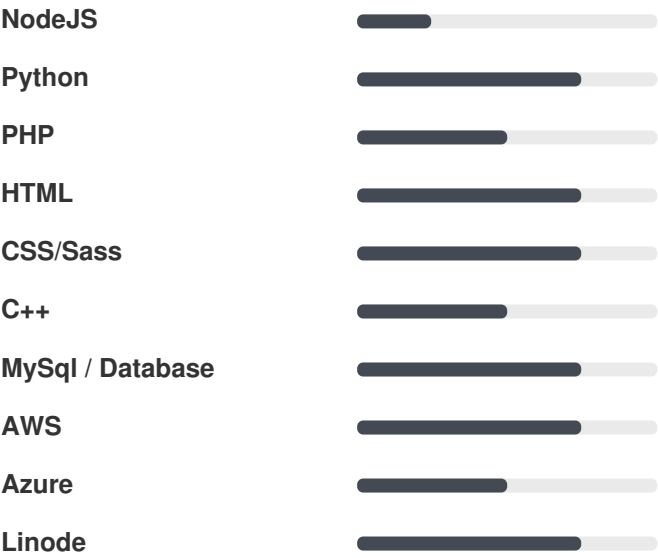 NodeJS
Python
PHP
HTML
CSS/Sass
C++
MySql / Database
AWS
Azure
Linode